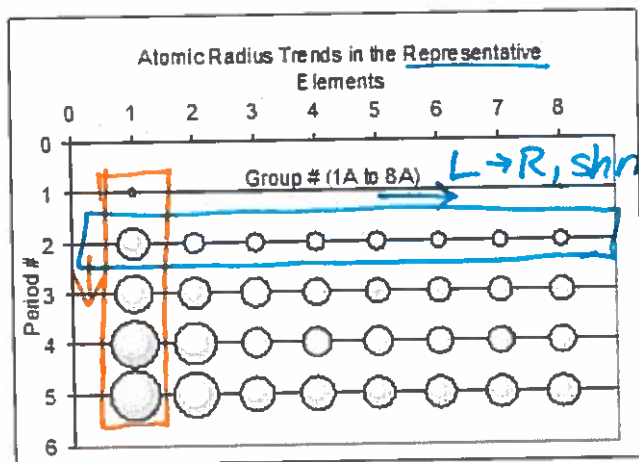 Atomic Radius Trends in the Representative
Elements
0 1 2 3 4 5 6 7 8
0
Group # (1A to 8A)
L → R, shr
1
2
Period #
3
4
5
6